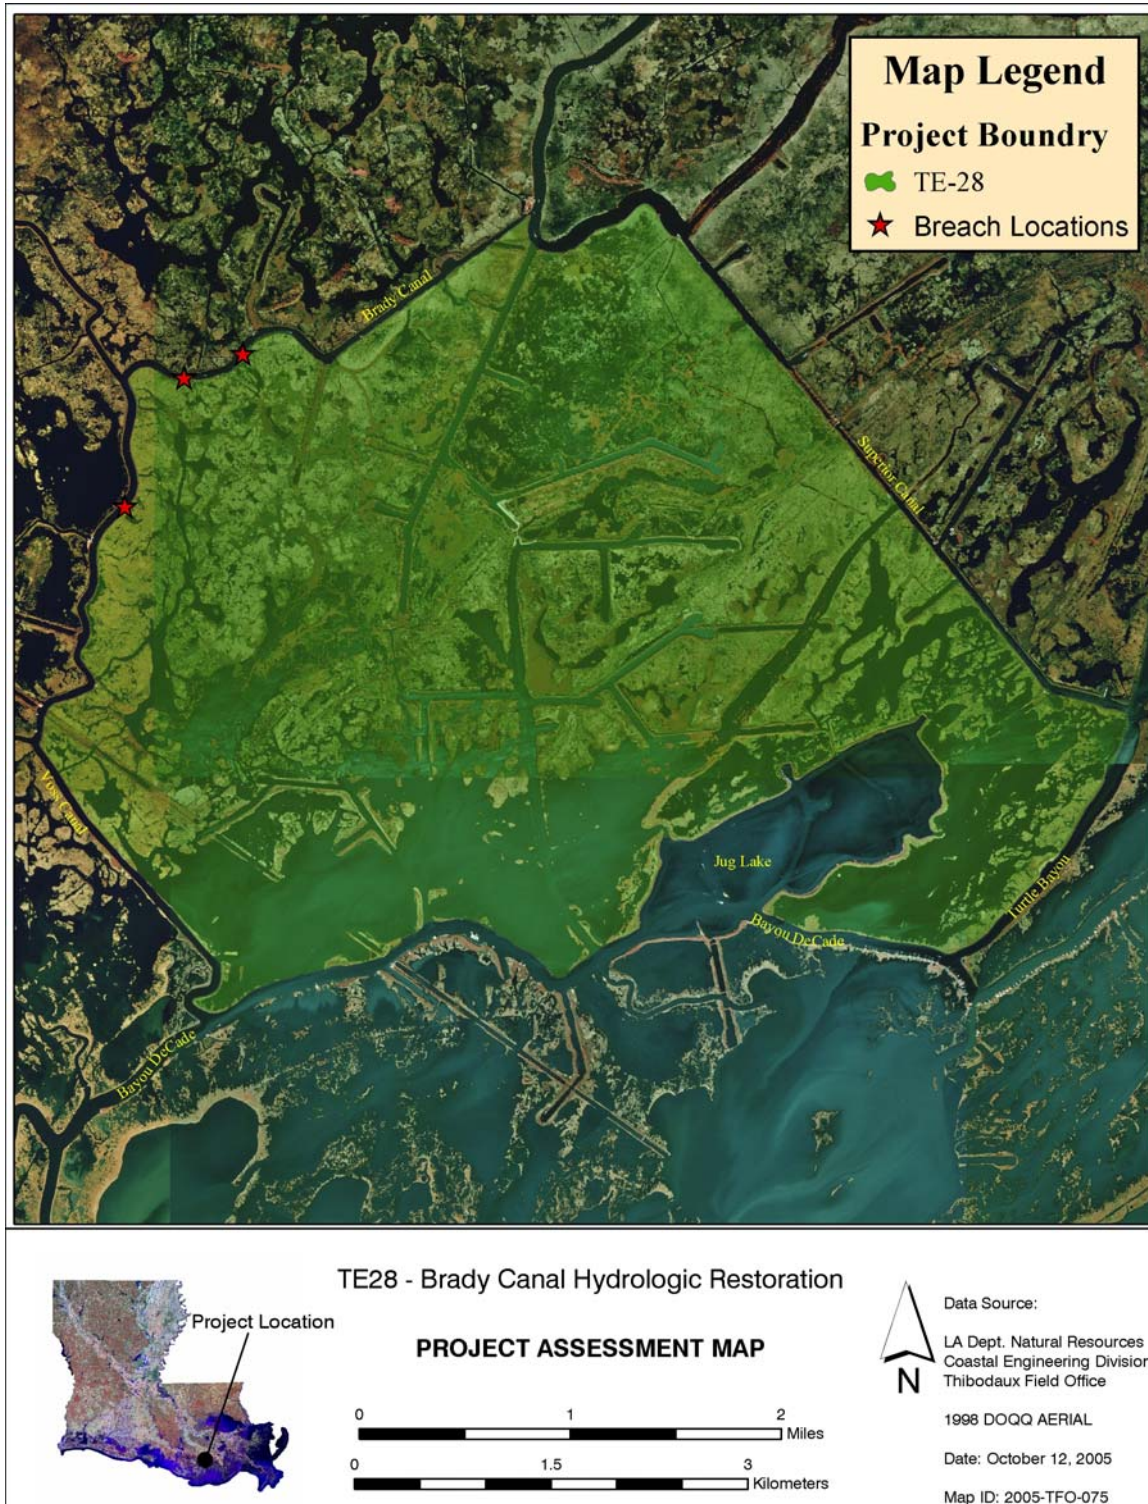 Map Legend
Project Boundry
TE-28
Breach Locations
Brady Canal
Superior Canal
Voss Canal
Jug Lake
Turtle Bayou
Bayou DeCade
Bayou DeCade
TE28 - Brady Canal Hydrologic Restoration
PROJECT ASSESSMENT MAP
Project Location
0 1 2
Miles
0 1.5 3
Kilometers
N
Data Source:
LA Dept. Natural Resources
Coastal Engineering Division
Thibodaux Field Office
1998 DOQQ AERIAL
Date: October 12, 2005
Map ID: 2005-TFO-075